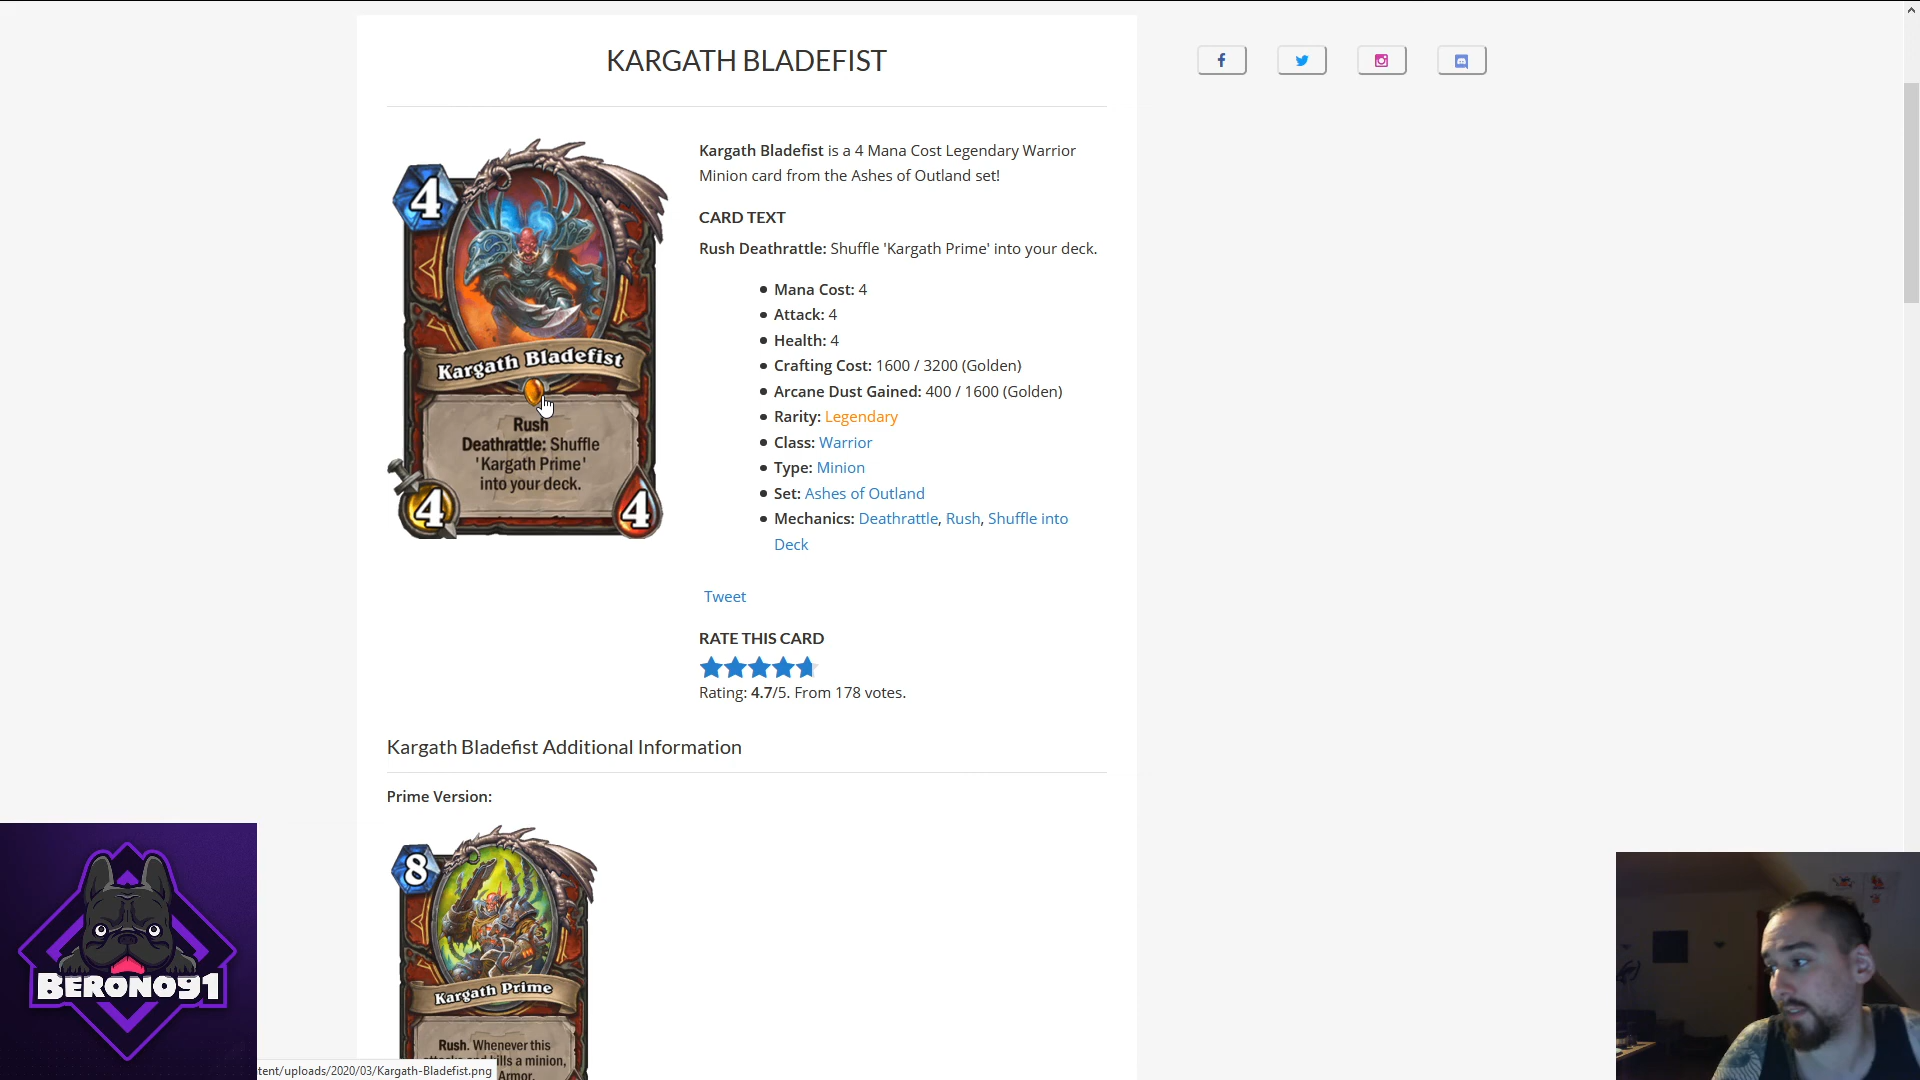 KARGATH BLADEFIST
4
Kargath Bladefist
Rush
Deathrattle: Shuffle
'Kargath Prime'
into your deck.
4
4
Kargath Bladefist is a 4 Mana Cost Legendary Warrior
Minion card from the Ashes of Outland set!
CARD TEXT
Rush Deathrattle: Shuffle 'Kargath Prime' into your deck.
Mana Cost: 4
Attack: 4
Health: 4
Crafting Cost: 1600 / 3200 (Golden)
Arcane Dust Gained: 400 / 1600 (Golden)
Rarity: Legendary
Class: Warrior
Type: Minion
Set: Ashes of Outland
Mechanics: Deathrattle, Rush, Shuffle into
Deck
Tweet
RATE THIS CARD
Rating: 4.7/5. From 178 votes.
Kargath Bladefist Additional Information
Prime Version:
8
Kargath Prime
Rush. Whenever this
kills a minion,
Armor.
BERONO91
tent/uploads/2020/03/Kargath-Bladefist.png